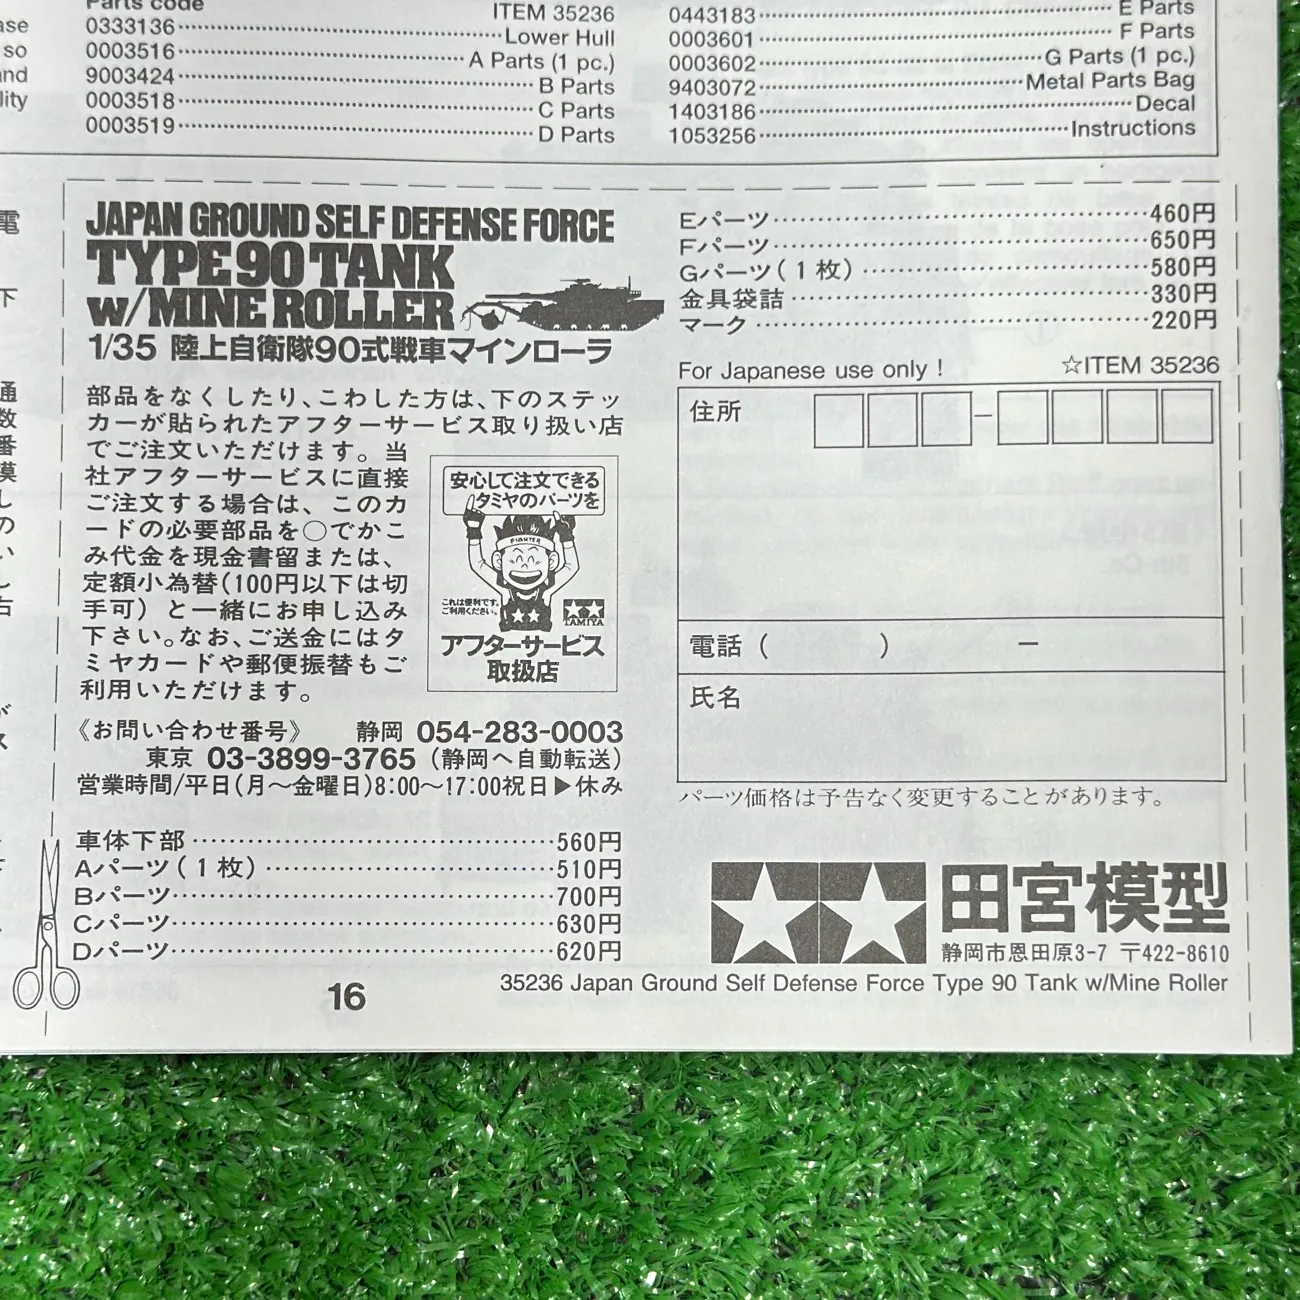 ase
so
and
lity
Parts code
ITEM 35236
0333136 Lower Hull
0003516 A Parts (1 pc.)
9003424 B Parts
0003518 C Parts
0003519 D Parts
0443183 E Parts
0003601 F Parts
0003602 G Parts (1 pc.)
9403072 Metal Parts Bag
1403186 Decal
1053256 Instructions
JAPAN GROUND SELF DEFENSE FORCE
TYPE 90 TANK
w/MINE ROLLER
1/35 陸上自衛隊90式戦車マインローラ
部品をなくしたり、こわした方は、下のステッ
カーが貼られたアフターサービス取り扱い店
でご注文いただけます。当
社アフターサービスに直接
ご注文する場合は、このカ
ードの必要部品を○でかこ
み代金を現金書留または、
定額小為替(100円以下は切
手可）と一緒にお申し込み
下さい。なお、ご送金にはタ
ミヤカードや郵便振替もご
利用いただけます。
安心して注文できる
タミヤのパーツを
FIGHTER
これは便利です。
ご利用ください。
TAMIYA
アフターサービス
取扱店
《お問い合わせ番号》 静岡 054-283-0003
東京 03-3899-3765（静岡へ自動転送）
営業時間/平日(月〜金曜日)8:00〜17:00祝日▶休み
車体下部 560円
Aパーツ(１枚) 510円
Bパーツ 700円
Cパーツ 630円
Dパーツ 620円
Eパーツ 460円
Fパーツ 650円
Gパーツ(１枚) 580円
金具袋詰 330円
マーク 220円
For Japanese use only！ ☆ITEM 35236
住所
電話（ ） −
氏名
パーツ価格は予告なく変更することがあります。
田宮模型
静岡市恩田原3-7 〒422-8610
35236 Japan Ground Self Defense Force Type 90 Tank w/Mine Roller
16